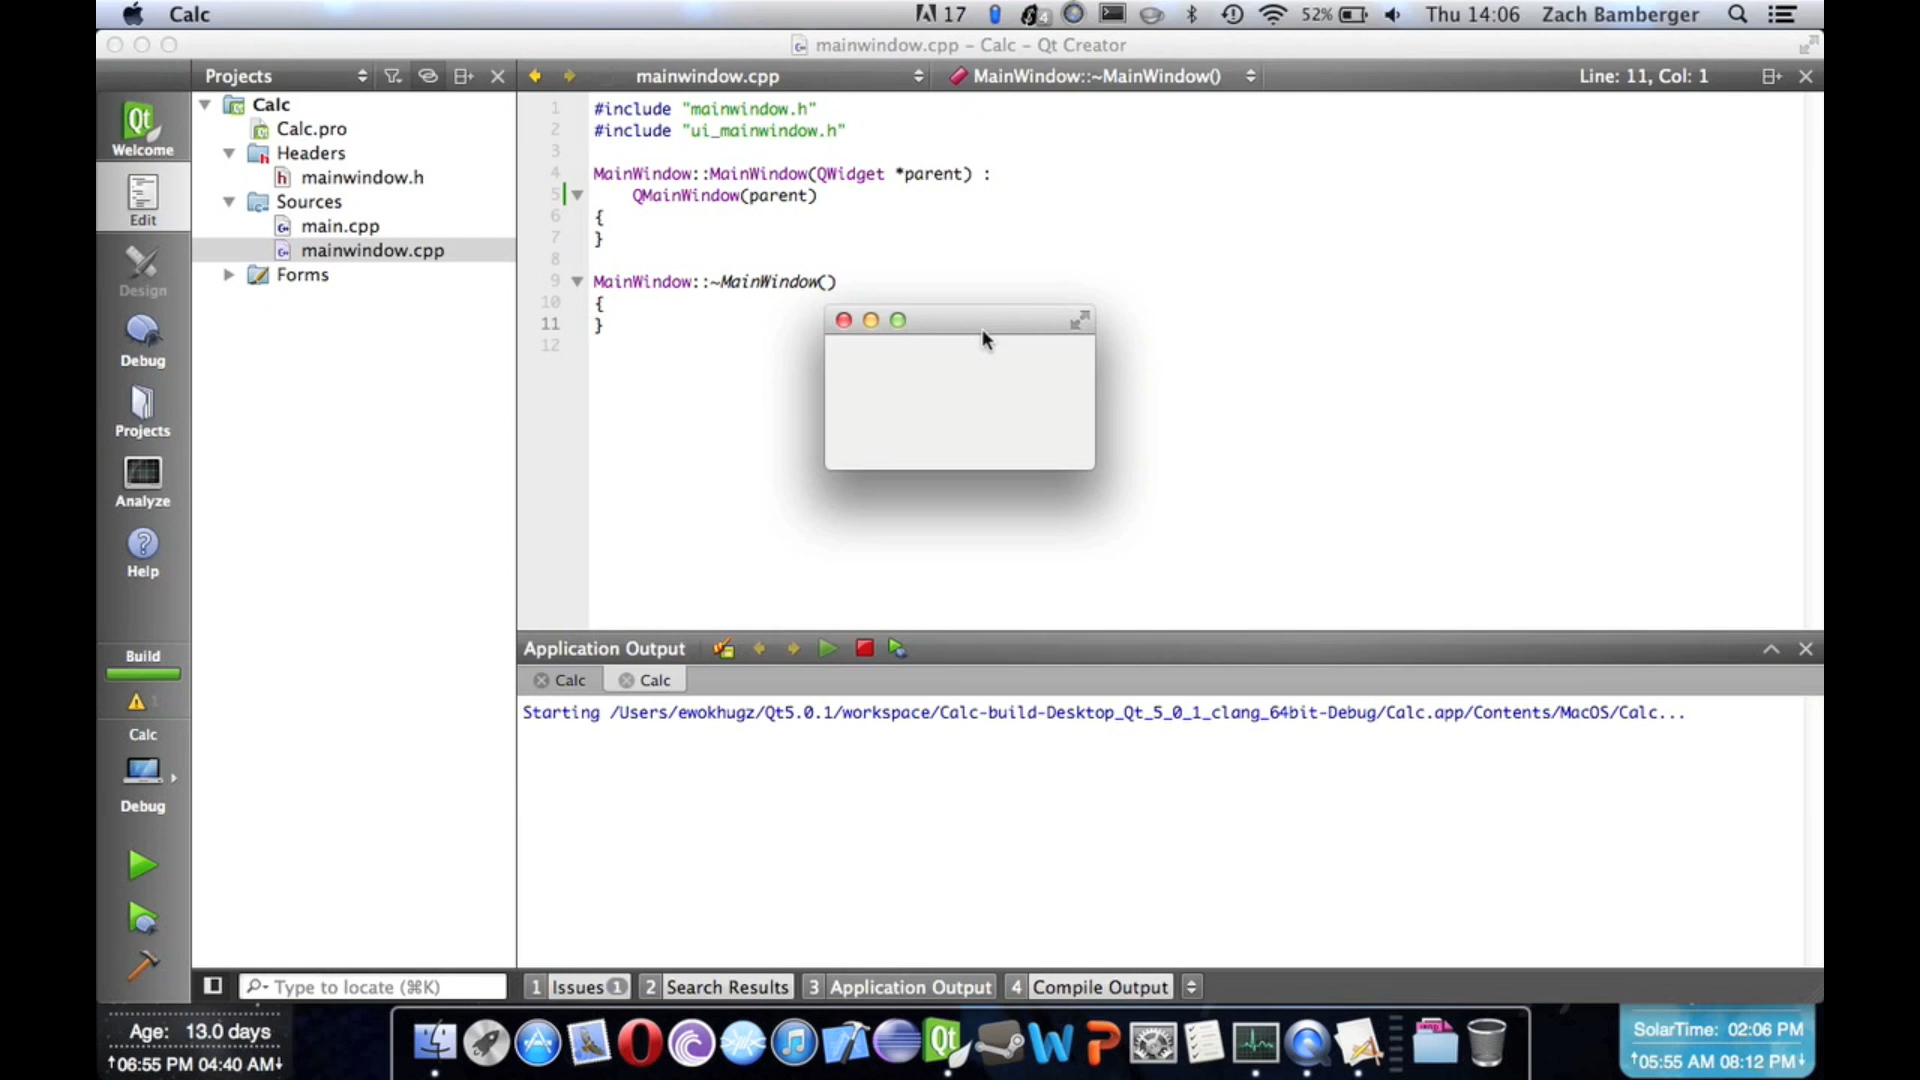 Calc
17
4
52%
Thu 14:06
Zach Bamberger
mainwindow.cpp – Calc – Qt Creator
Projects
mainwindow.cpp
MainWindow::~MainWindow()
Line: 11, Col: 1
Qt
Welcome
Edit
Design
Debug
Projects
Analyze
Help
Build
1
Calc
Debug
Calc
Calc.pro
Headers
mainwindow.h
Sources
main.cpp
mainwindow.cpp
Forms
1 #include "mainwindow.h"
2 #include "ui_mainwindow.h"
3
4 MainWindow::MainWindow(QWidget *parent) :
5 QMainWindow(parent)
6 {
7 }
8
9 MainWindow::~MainWindow()
10 {
11 }
12
Application Output
Calc
Calc
Starting /Users/ewokhugz/Qt5.0.1/workspace/Calc-build-Desktop_Qt_5_0_1_clang_64bit-Debug/Calc.app/Contents/MacOS/Calc...
Type to locate (⌘K)
1 Issues 1
2 Search Results
3 Application Output
4 Compile Output
Age: 13.0 days
↑06:55 PM 04:40 AM↓
Qt
W
P
SolarTime: 02:06 PM
↑05:55 AM 08:12 PM↓